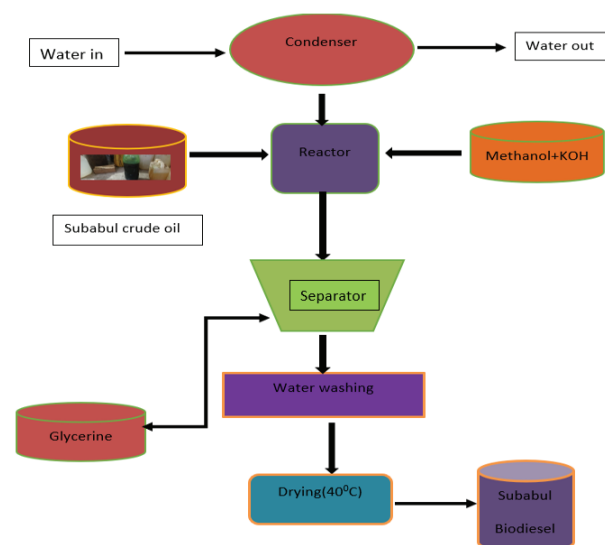 Condenser
Water in
Water out
Reactor
Methanol+KOH
Subabul crude oil
Separator
Water washing
Glycerine
Drying(40⁰C)
Subabul
Biodiesel